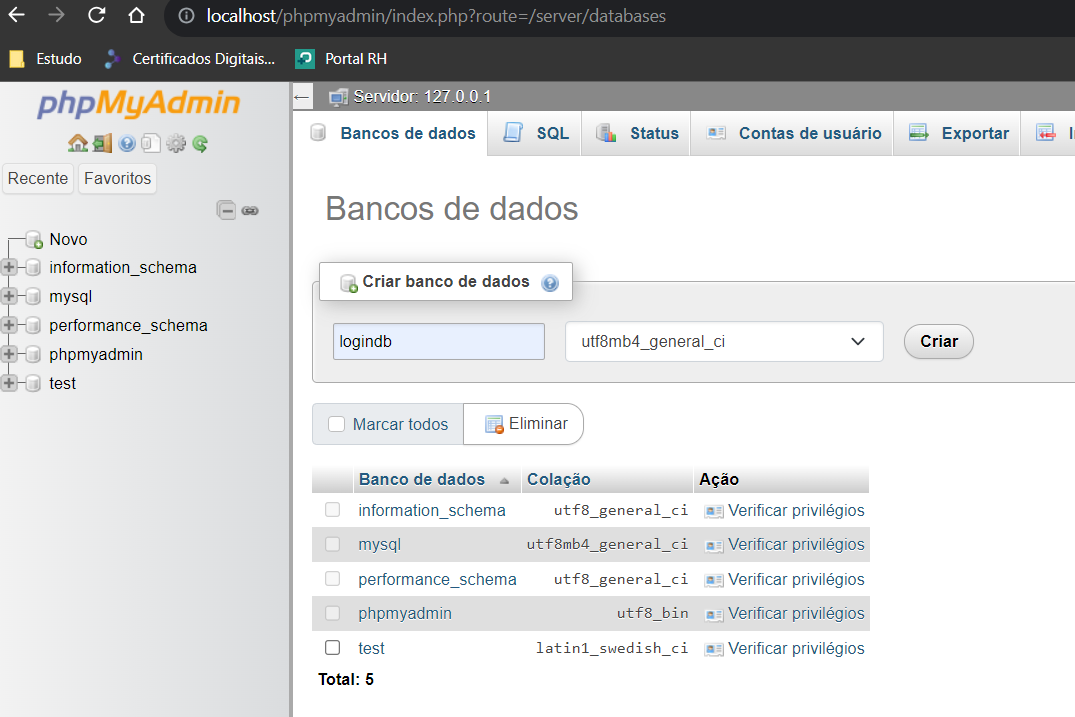 localhost/phpmyadmin/index.php?route=/server/databases
Estudo Certificados Digitais... Portal RH
phpMyAdmin
Recente Favoritos
Novo
information_schema
mysql
performance_schema
phpmyadmin
test
Servidor: 127.0.0.1
Bancos de dados SQL Status Contas de usuário Exportar
Bancos de dados
Criar banco de dados
logindb utf8mb4_general_ci Criar
Marcar todos Eliminar
Banco de dados Colação Ação
information_schema utf8_general_ci Verificar privilégios
mysql utf8mb4_general_ci Verificar privilégios
performance_schema utf8_general_ci Verificar privilégios
phpmyadmin utf8_bin Verificar privilégios
test latin1_swedish_ci Verificar privilégios
Total: 5